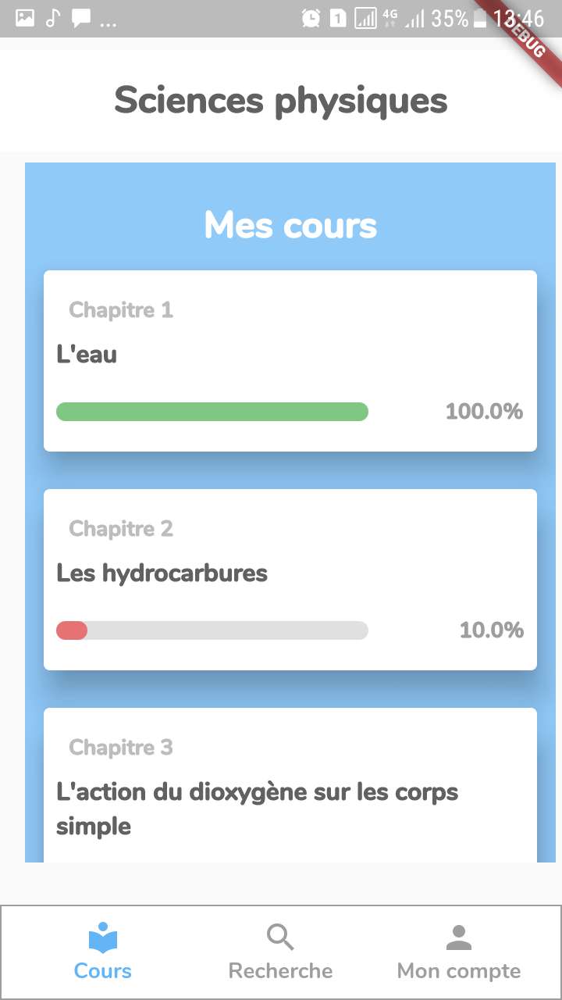 ... 1 4G 35% 13:46
DEBUG
Sciences physiques
Mes cours
Chapitre 1
L'eau
100.0%
Chapitre 2
Les hydrocarbures
10.0%
Chapitre 3
L'action du dioxygène sur les corps
simple
Cours Recherche Mon compte